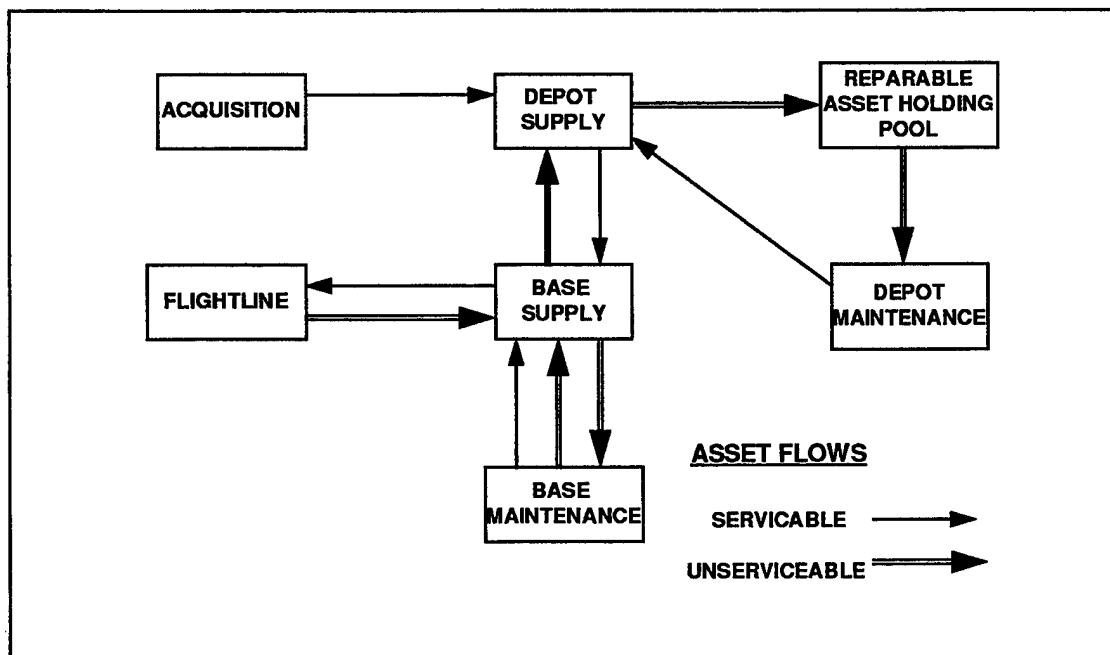 ACQUISITION
DEPOT
SUPPLY
REPARABLE
ASSET HOLDING
POOL
FLIGHTLINE
BASE
SUPPLY
DEPOT
MAINTENANCE
BASE
MAINTENANCE
ASSET FLOWS
SERVICABLE
UNSERVICEABLE